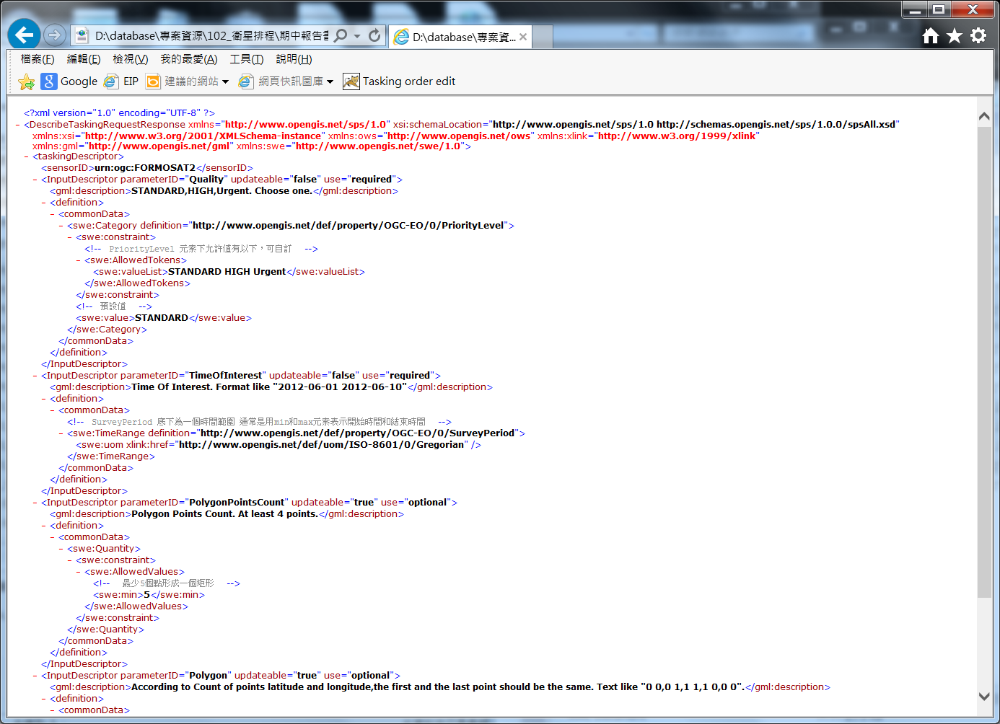 D:\database\專案資源\102_衛星排程\期中報告書
D:\database\專案資...
檔案(F) 編輯(E) 檢視(V) 我的最愛(A) 工具(T) 說明(H)
Google EIP 建議的網站 網頁快訊圖庫 Tasking order edit
<?xml version="1.0" encoding="UTF-8" ?>
- <DescribeTaskingRequestResponse xmlns="http://www.opengis.net/sps/1.0" xsi:schemaLocation="http://www.opengis.net/sps/1.0 http://schemas.opengis.net/sps/1.0.0/spsAll.xsd"
xmlns:xsi="http://www.w3.org/2001/XMLSchema-instance" xmlns:ows="http://www.opengis.net/ows" xmlns:xlink="http://www.w3.org/1999/xlink"
xmlns:gml="http://www.opengis.net/gml" xmlns:swe="http://www.opengis.net/swe/1.0">
- <taskingDescriptor>
<sensorID>urn:ogc:FORMOSAT2</sensorID>
- <InputDescriptor parameterID="Quality" updateable="false" use="required">
<gml:description>STANDARD,HIGH,Urgent. Choose one.</gml:description>
- <definition>
- <commonData>
- <swe:Category definition="http://www.opengis.net/def/property/OGC-EO/0/PriorityLevel">
- <swe:constraint>
<!-- PriorityLevel 元素下允許值有以下，可自訂 -->
- <swe:AllowedTokens>
<swe:valueList>STANDARD HIGH Urgent</swe:valueList>
</swe:AllowedTokens>
</swe:constraint>
<!-- 預設值 -->
<swe:value>STANDARD</swe:value>
</swe:Category>
</commonData>
</definition>
</InputDescriptor>
- <InputDescriptor parameterID="TimeOfInterest" updateable="false" use="required">
<gml:description>Time Of Interest. Format like "2012-06-01 2012-06-10"</gml:description>
- <definition>
- <commonData>
<!-- SurveyPeriod 底下為一個時間範圍 通常是用min和max元素表示開始時間和結束時間 -->
- <swe:TimeRange definition="http://www.opengis.net/def/property/OGC-EO/0/SurveyPeriod">
<swe:uom xlink:href="http://www.opengis.net/def/uom/ISO-8601/0/Gregorian" />
</swe:TimeRange>
</commonData>
</definition>
</InputDescriptor>
- <InputDescriptor parameterID="PolygonPointsCount" updateable="true" use="optional">
<gml:description>Polygon Points Count. At least 4 points.</gml:description>
- <definition>
- <commonData>
- <swe:Quantity>
- <swe:constraint>
- <swe:AllowedValues>
<!-- 最少5個點形成一個矩形 -->
<swe:min>5</swe:min>
</swe:AllowedValues>
</swe:constraint>
</swe:Quantity>
</commonData>
</definition>
</InputDescriptor>
- <InputDescriptor parameterID="Polygon" updateable="true" use="optional">
<gml:description>According to Count of points latitude and longitude,the first and the last point should be the same. Text like "0 0,0 1,1 1,1 0,0 0".</gml:description>
- <definition>
- <commonData>